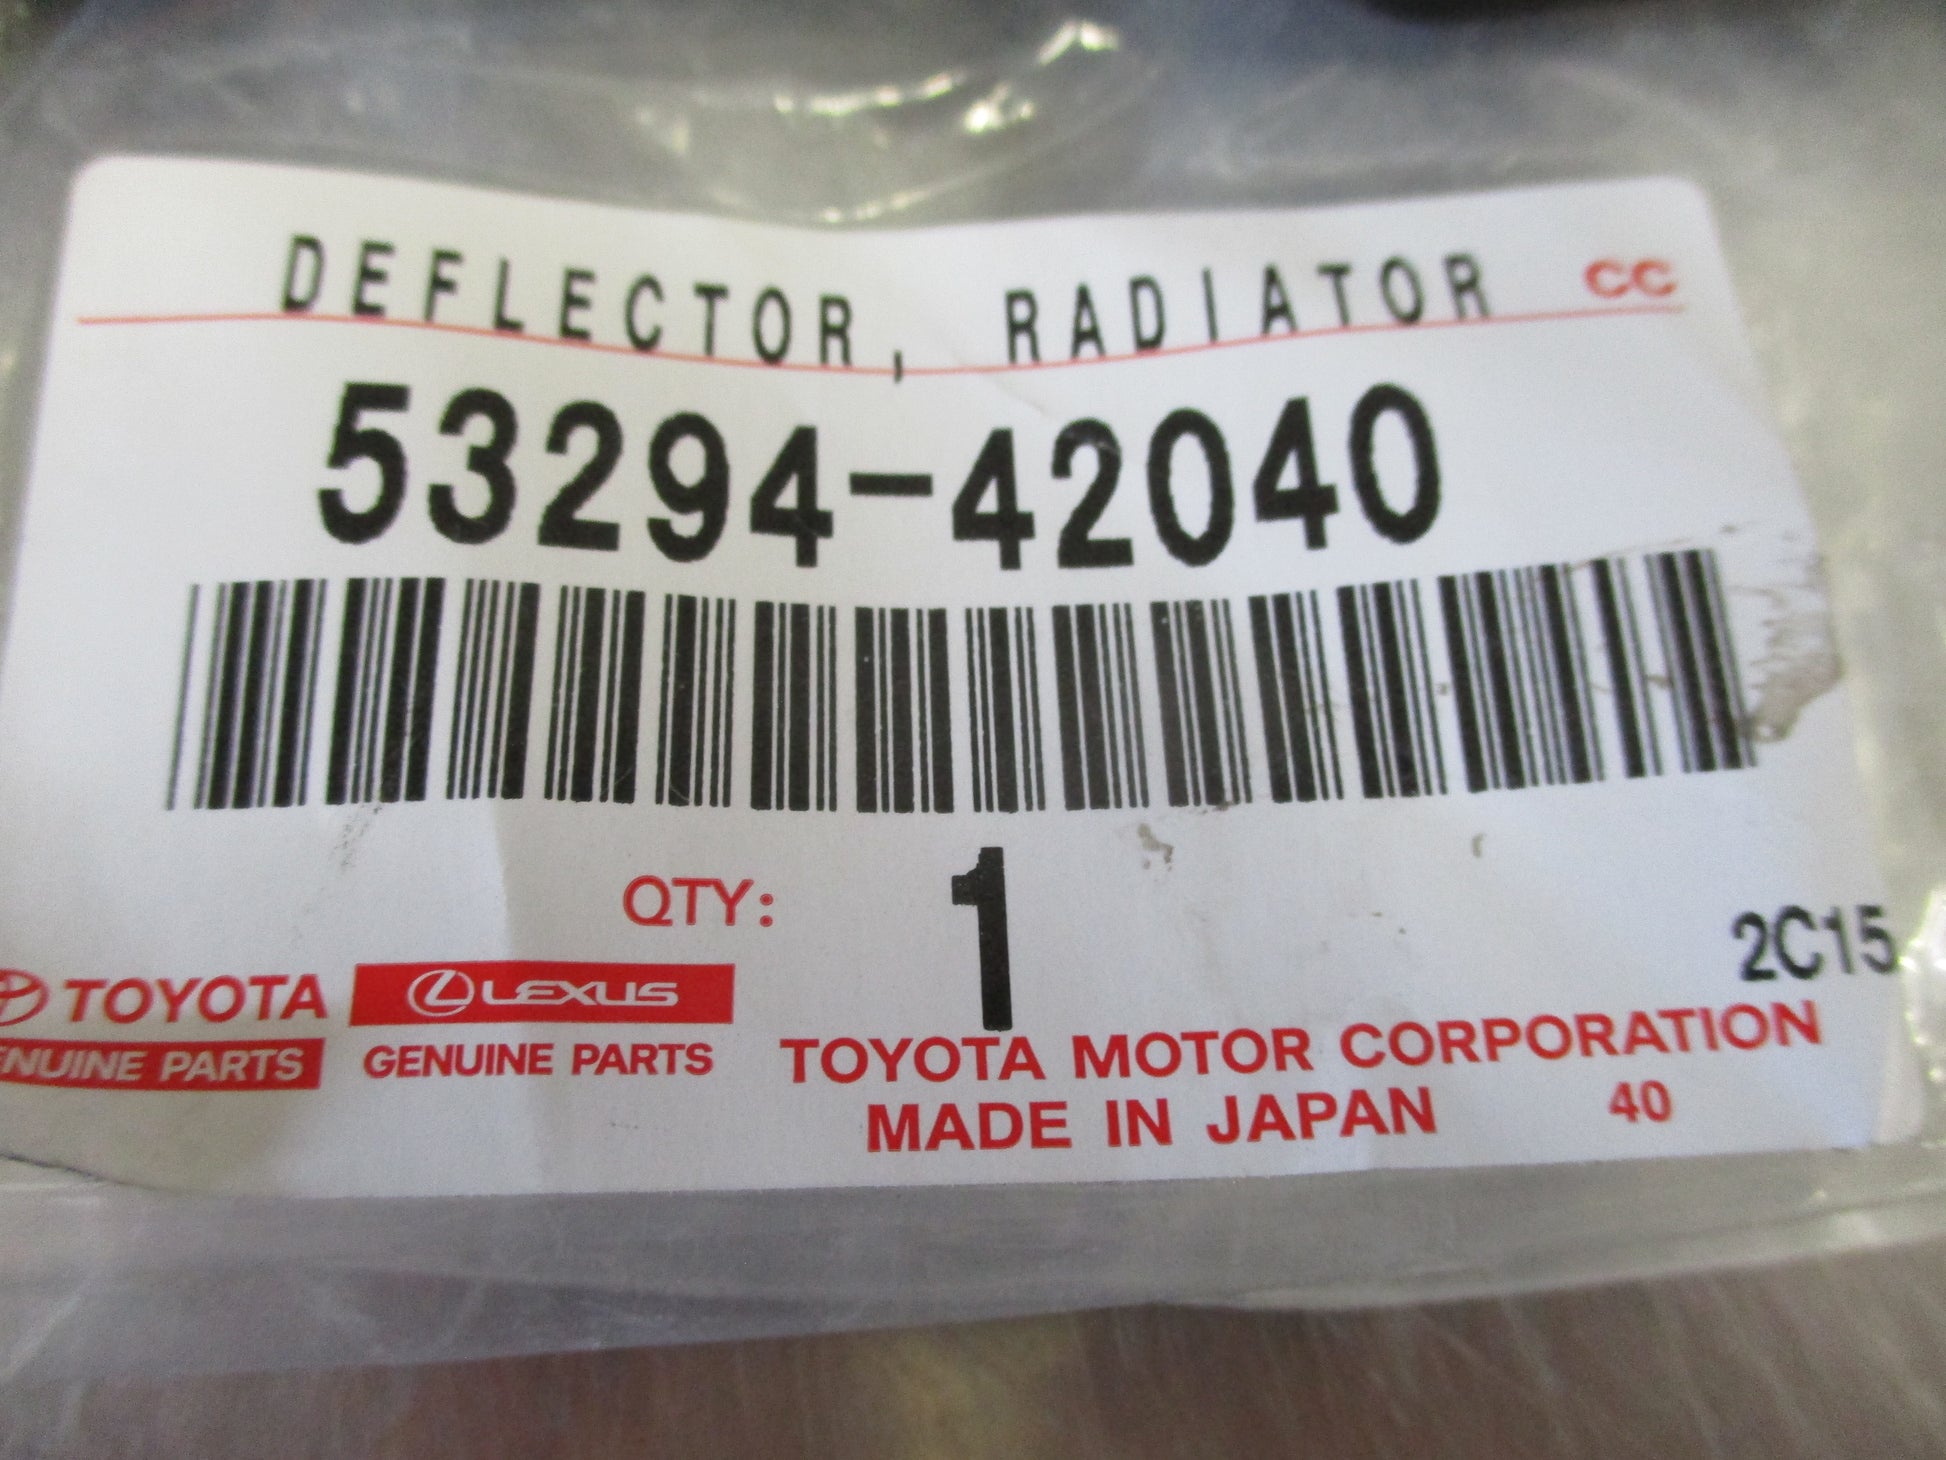 DEFLECTOR, RADIATOR CC
53294-42040
QTY: 1
2C15
TOYOTA LEXUS
ENUINE PARTS GENUINE PARTS
TOYOTA MOTOR CORPORATION
MADE IN JAPAN 40